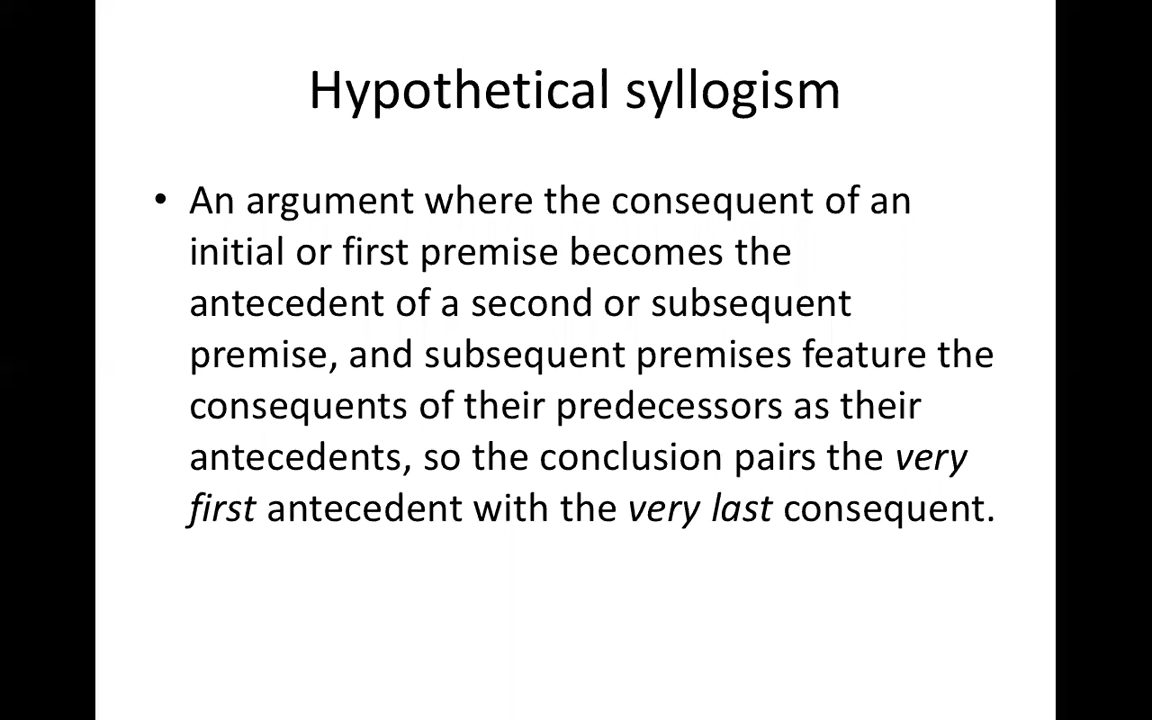 Hypothetical syllogism
• An argument where the consequent of an
initial or first premise becomes the
antecedent of a second or subsequent
premise, and subsequent premises feature the
consequents of their predecessors as their
antecedents, so the conclusion pairs the very
first antecedent with the very last consequent.